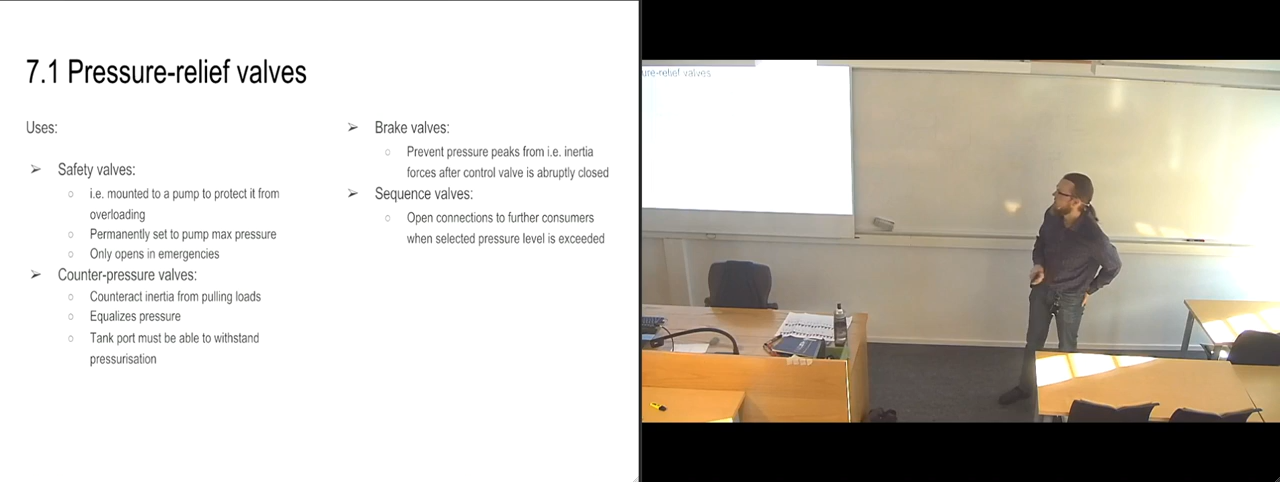 7.1 Pressure-relief valves
Uses:
➢ Safety valves:
○ i.e. mounted to a pump to protect it from
overloading
○ Permanently set to pump max pressure
○ Only opens in emergencies
➢ Counter-pressure valves:
○ Counteract inertia from pulling loads
○ Equalizes pressure
○ Tank port must be able to withstand
pressurisation
➢ Brake valves:
○ Prevent pressure peaks from i.e. inertia
forces after control valve is abruptly closed
➢ Sequence valves:
○ Open connections to further consumers
when selected pressure level is exceeded
ure-relief valves